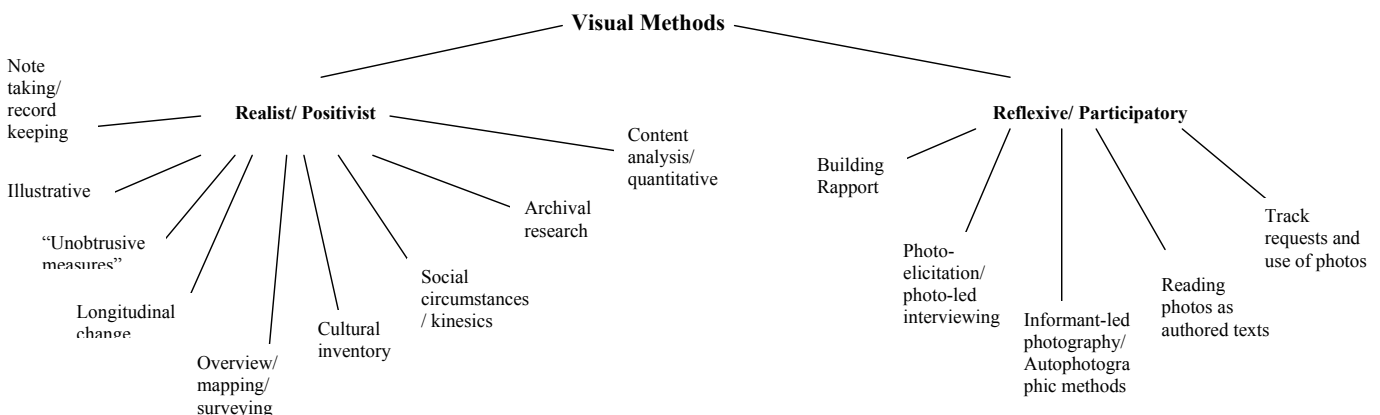 Visual Methods
Realist/ Positivist
Note
taking/
record
keeping
Illustrative
“Unobtrusive
measures”
Longitudinal
change
Overview/
mapping/
surveying
Cultural
inventory
Social
circumstances
/ kinesics
Archival
research
Content
analysis/
quantitative
Reflexive/ Participatory
Building
Rapport
Photo-
elicitation/
photo-led
interviewing
Informant-led
photography/
Autophotogra
phic methods
Reading
photos as
authored texts
Track
requests and
use of photos